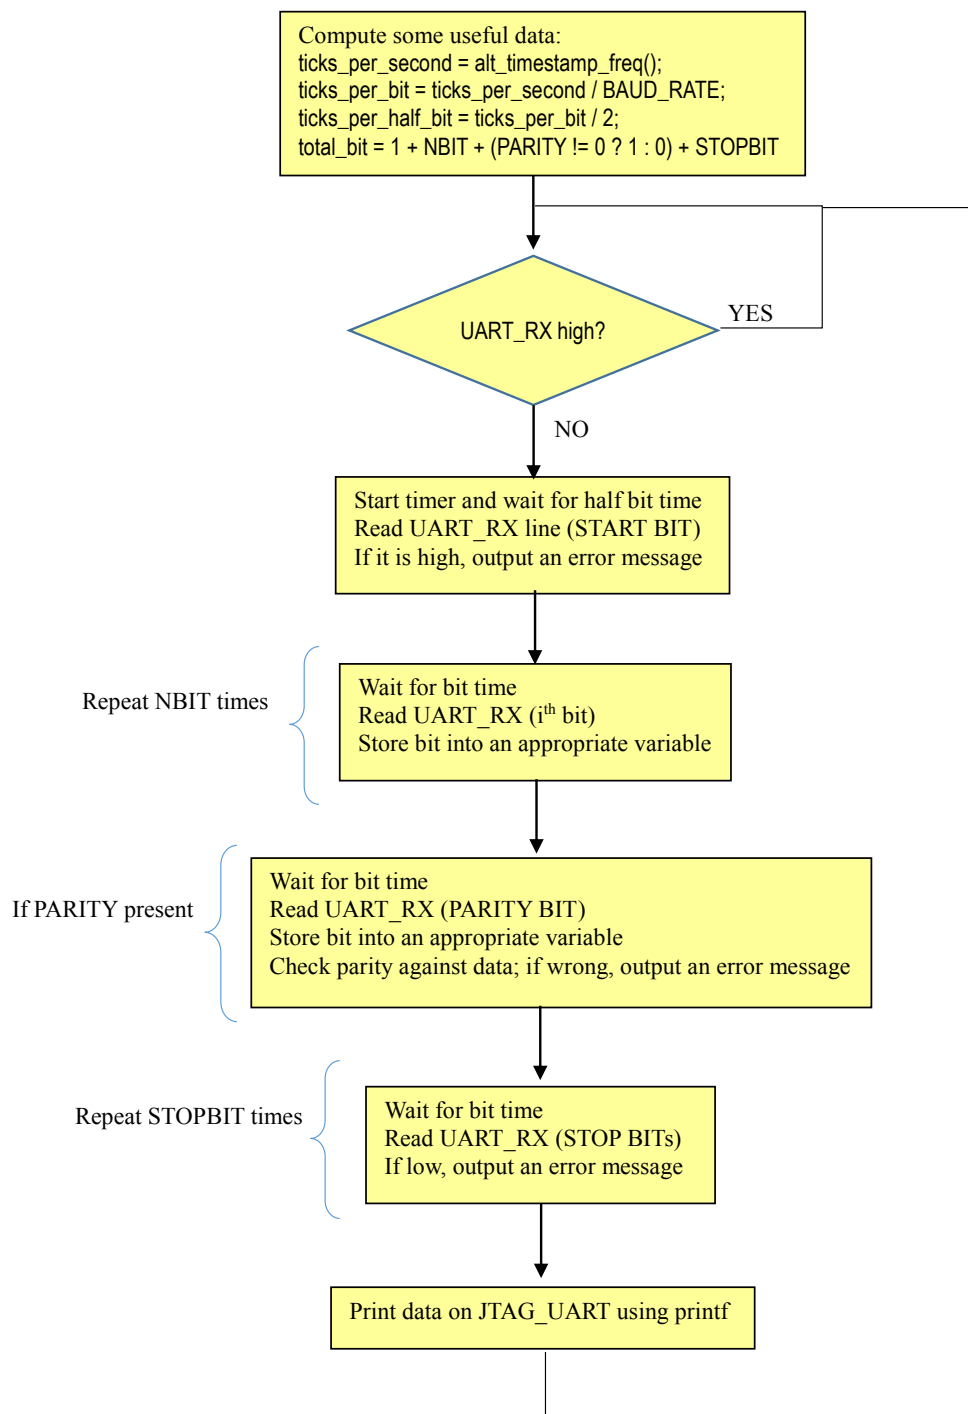 Compute some useful data:
ticks_per_second = alt_timestamp_freq();
ticks_per_bit = ticks_per_second / BAUD_RATE;
ticks_per_half_bit = ticks_per_bit / 2;
total_bit = 1 + NBIT + (PARITY != 0 ? 1 : 0) + STOPBIT
UART_RX high?
YES
NO
Start timer and wait for half bit time
Read UART_RX line (START BIT)
If it is high, output an error message
Repeat NBIT times
Wait for bit time
Read UART_RX (ith bit)
Store bit into an appropriate variable
If PARITY present
Wait for bit time
Read UART_RX (PARITY BIT)
Store bit into an appropriate variable
Check parity against data; if wrong, output an error message
Repeat STOPBIT times
Wait for bit time
Read UART_RX (STOP BITs)
If low, output an error message
Print data on JTAG_UART using printf